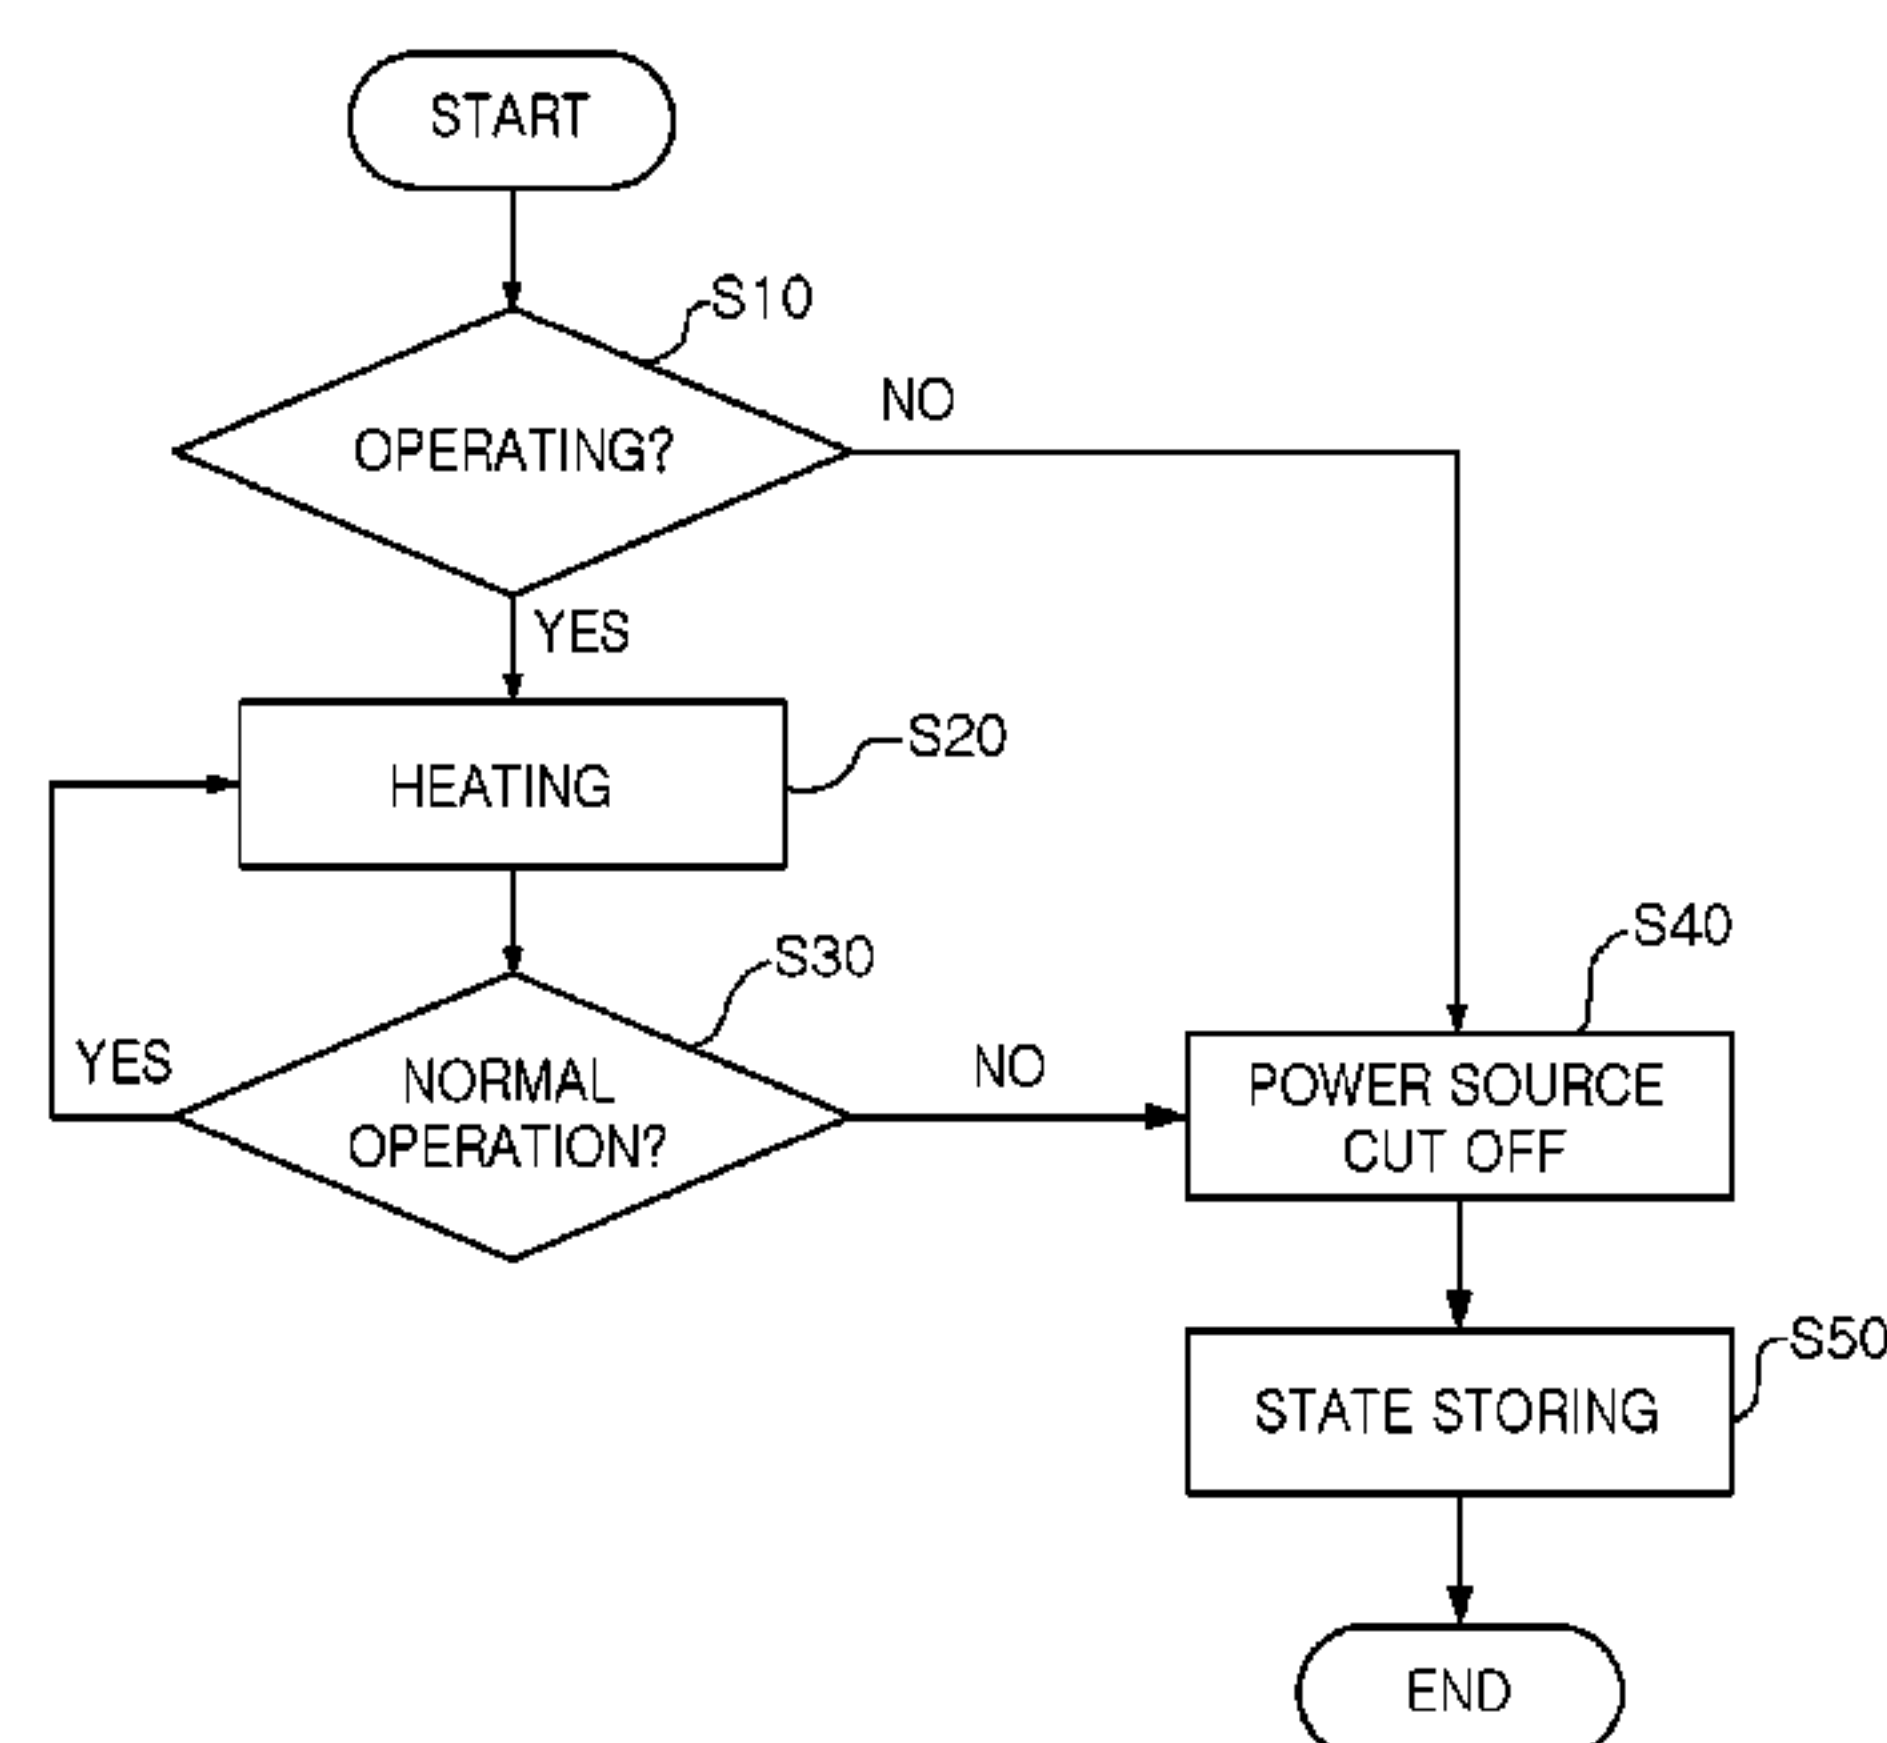 START
S10
NO
OPERATING?
YES
S20
HEATING
S40
S30
YES
NO
NORMAL
OPERATION?
POWER SOURCE
CUT OFF
S50
STATE STORING
END